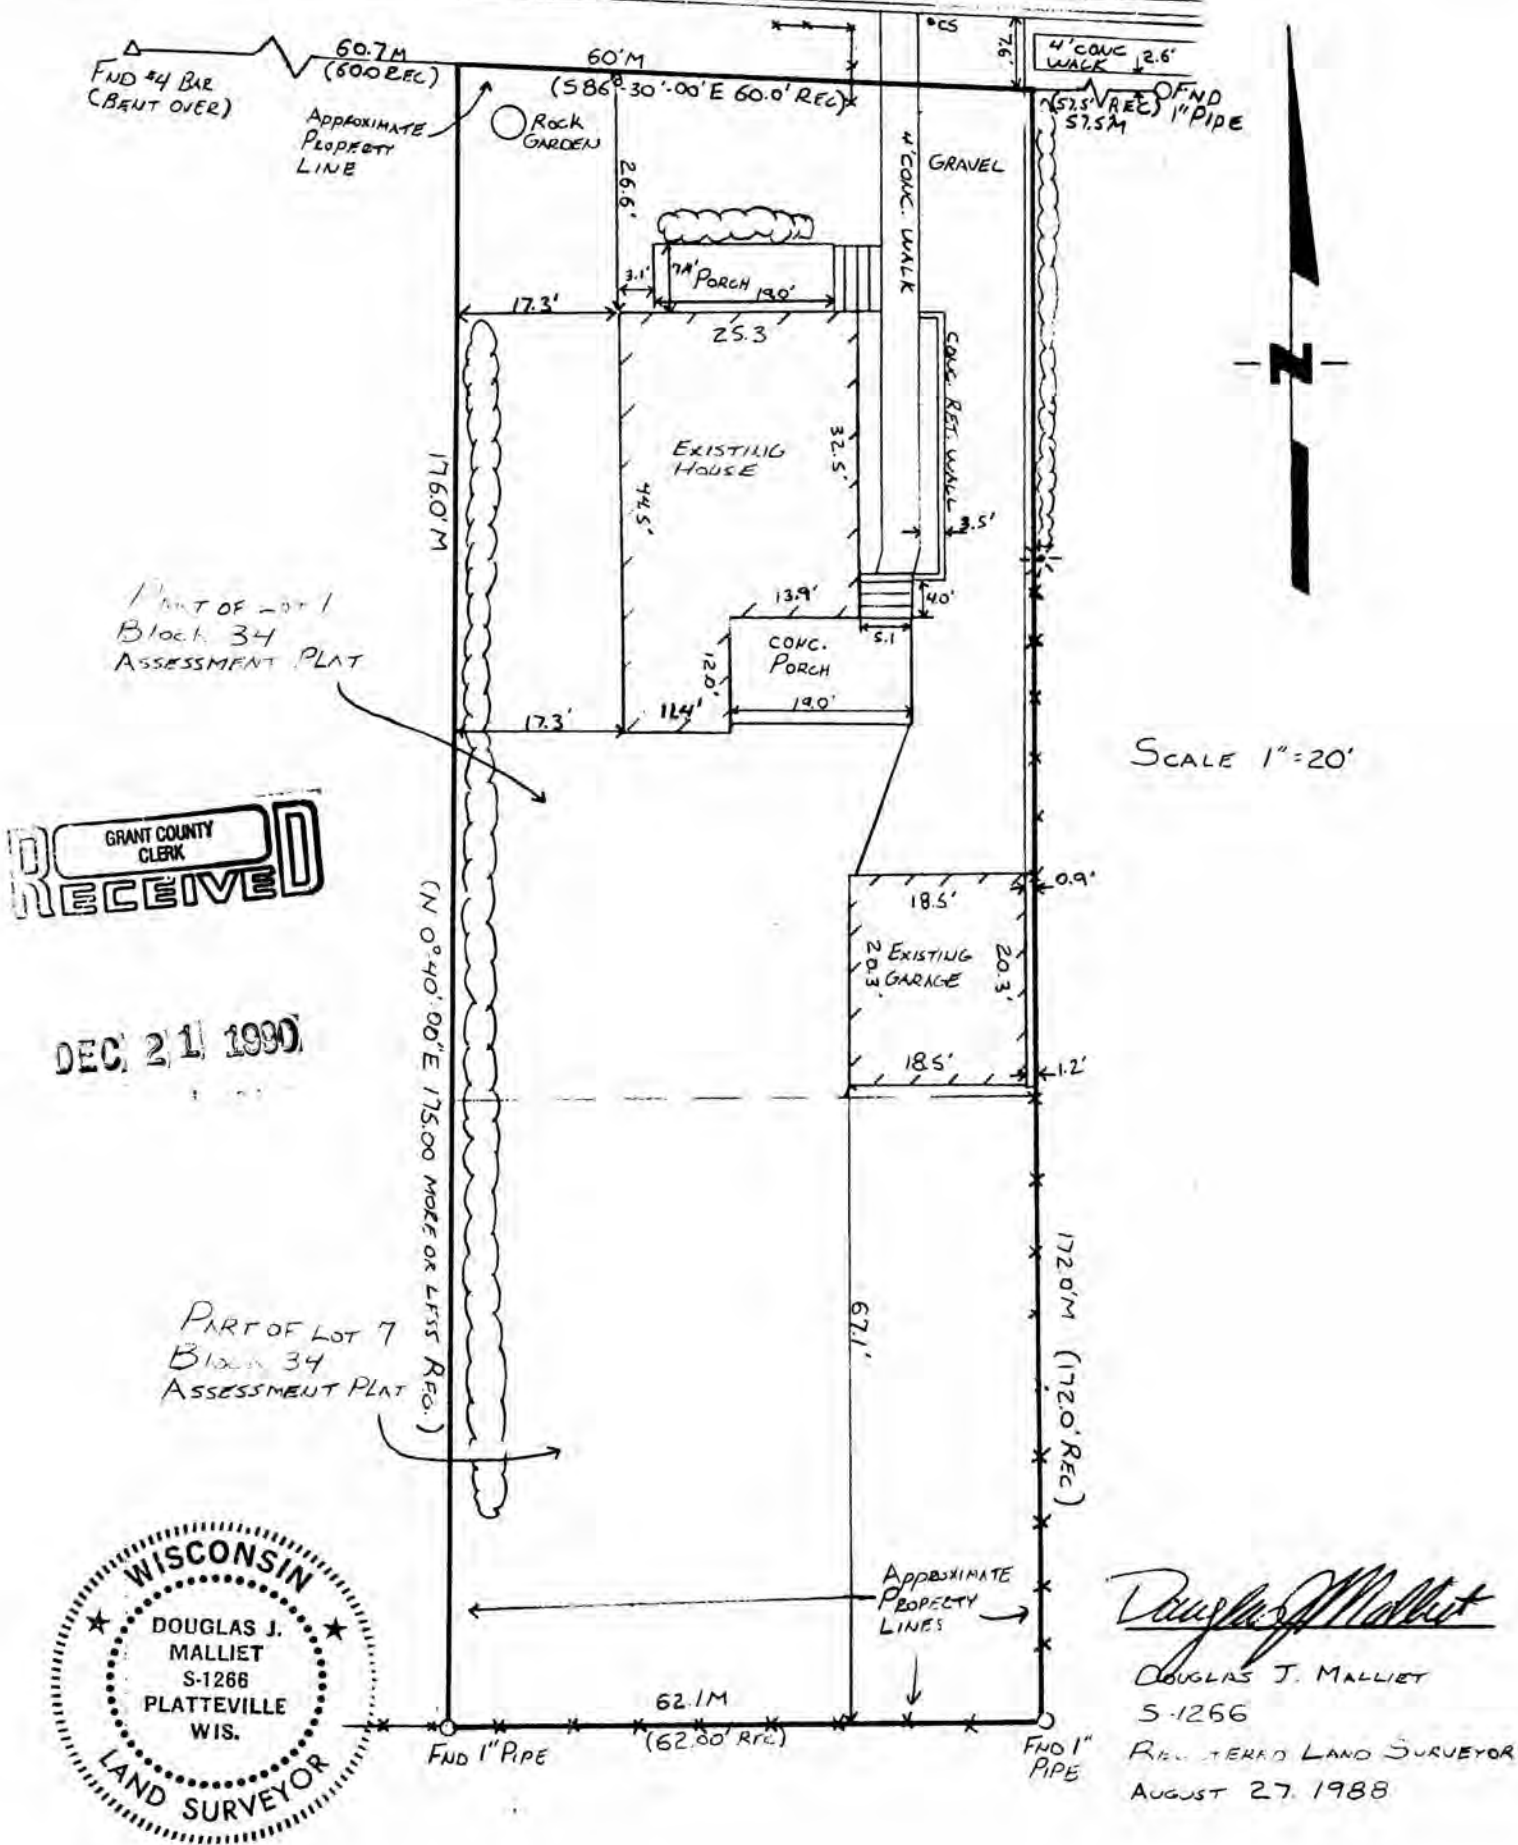 60.7M
(60.0 REC)
FND #4 BAR
(BENT OVER)
60'M
(S 86°-30'-00"E 60.0' REC)
°CS
7.6'
4' CONC
WALK
2.6'
FND
1" PIPE
(57.5' REC)
57.5M
APPROXIMATE
PROPERTY
LINE
ROCK
GARDEN
26.6'
4' CONC. WALK
GRAVEL
3.1'
PORCH
19.0'
17.3'
25.3
CONC. RET. WALL
EXISTING
HOUSE
32.5'
44.5'
3.5'
176.0'M
N
13.9'
4.0'
5.1
CONC.
PORCH
12.0'
19.0'
11.4'
17.3'
PART OF LOT 1
Block 34
ASSESSMENT PLAT
SCALE 1"=20'
GRANT COUNTY
CLERK
RECEIVED
DEC 21 1990
(N 0°-40'-00"E 175.00 MORE OR LESS REC.)
0.9'
18.5'
20.3'
EXISTING
GARAGE
20.3'
18.5'
1.2'
67.1'
172.0'M (172.0' REC)
PART OF LOT 7
Block 34
ASSESSMENT PLAT
APPROXIMATE
PROPERTY
LINES
WISCONSIN
DOUGLAS J.
MALLIET
S-1266
PLATTEVILLE
WIS.
LAND SURVEYOR
62.1M
(62.00' REC)
FND 1" PIPE
FND 1"
PIPE
Douglas J Malliet
DOUGLAS J. MALLIET
S-1266
REGISTERED LAND SURVEYOR
AUGUST 27. 1988